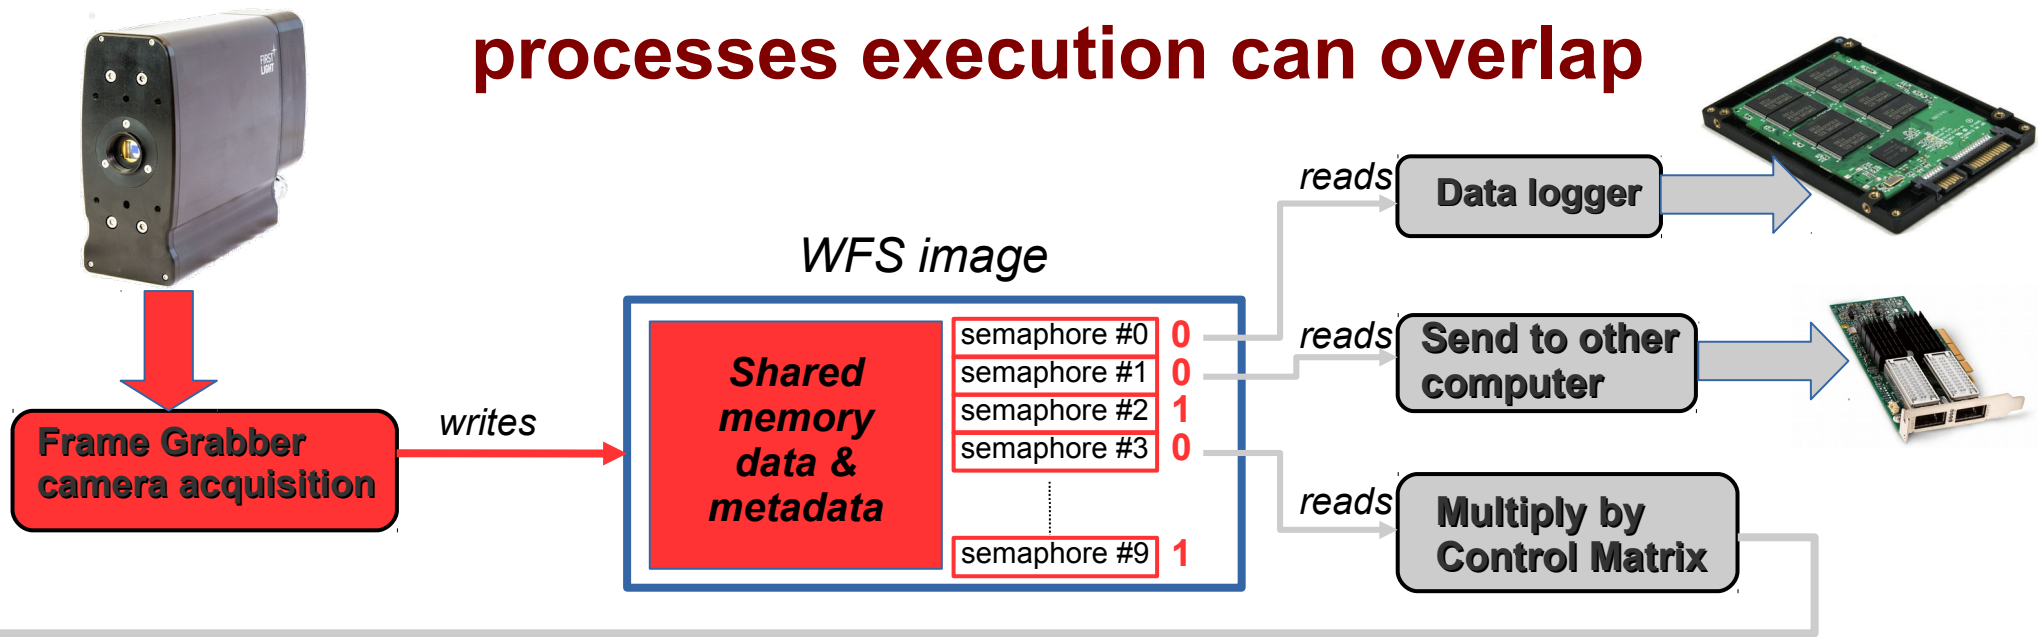 processes execution can overlap
FIRST
LIGHT
reads
Data logger
WFS image
semaphore #0 0
semaphore #1 0
semaphore #2 1
semaphore #3 0
semaphore #9 1
Shared
memory
data &
metadata
reads
Send to other
computer
writes
Frame Grabber
camera acquisition
reads
Multiply by
Control Matrix